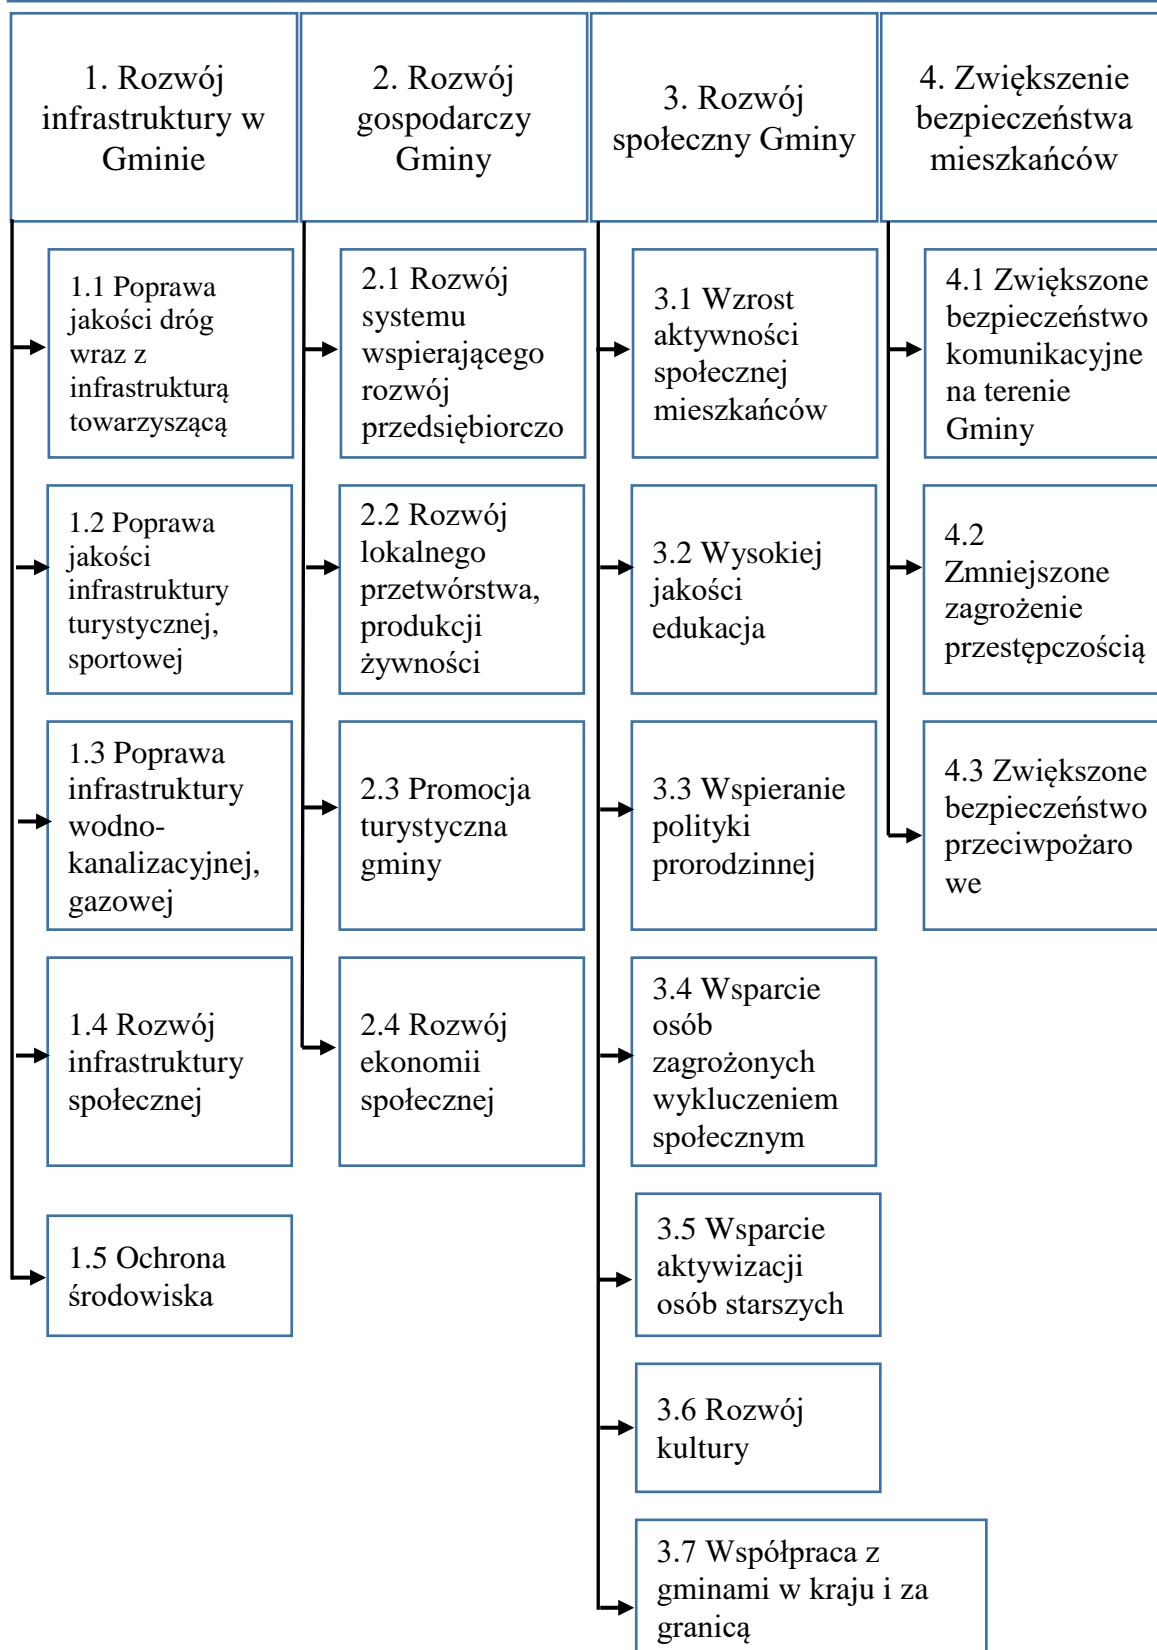 1. Rozwój
infrastruktury w
Gminie
2. Rozwój
gospodarczy
Gminy
3. Rozwój
społeczny Gminy
4. Zwiększenie
bezpieczeństwa
mieszkańców
1.1 Poprawa
jakości dróg
wraz z
infrastrukturą
towarzyszącą
2.1 Rozwój
systemu
wspierającego
rozwój
przedsiębiorczo
3.1 Wzrost
aktywności
społecznej
mieszkańców
4.1 Zwiększone
bezpieczeństwo
komunikacyjne
na terenie
Gminy
1.2 Poprawa
jakości
infrastruktury
turystycznej,
sportowej
2.2 Rozwój
lokalnego
przetwórstwa,
produkcji
żywności
3.2 Wysokiej
jakości
edukacja
4.2
Zmniejszone
zagrożenie
przestępczością
1.3 Poprawa
infrastruktury
wodno-
kanalizacyjnej,
gazowej
2.3 Promocja
turystyczna
gminy
3.3 Wspieranie
polityki
prorodzinnej
4.3 Zwiększone
bezpieczeństwo
przeciwpożaro
we
1.4 Rozwój
infrastruktury
społecznej
2.4 Rozwój
ekonomii
społecznej
3.4 Wsparcie
osób
zagrożonych
wykluczeniem
społecznym
1.5 Ochrona
środowiska
3.5 Wsparcie
aktywizacji
osób starszych
3.6 Rozwój
kultury
3.7 Współpraca z
gminami w kraju i za
granicą